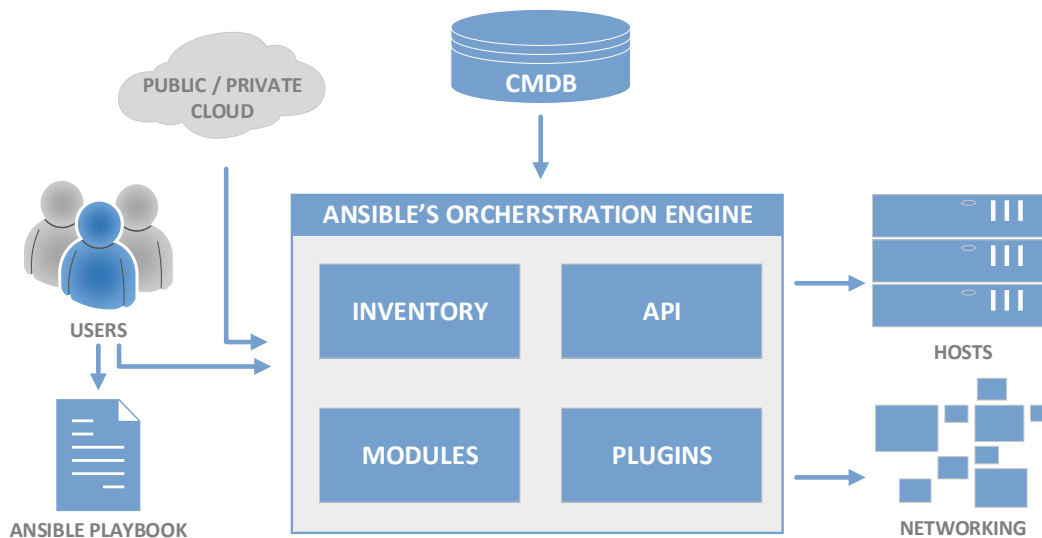 PUBLIC / PRIVATE
CLOUD
CMDB
USERS
ANSIBLE PLAYBOOK
ANSIBLE'S ORCHERSTRATION ENGINE
INVENTORY
API
MODULES
PLUGINS
HOSTS
NETWORKING